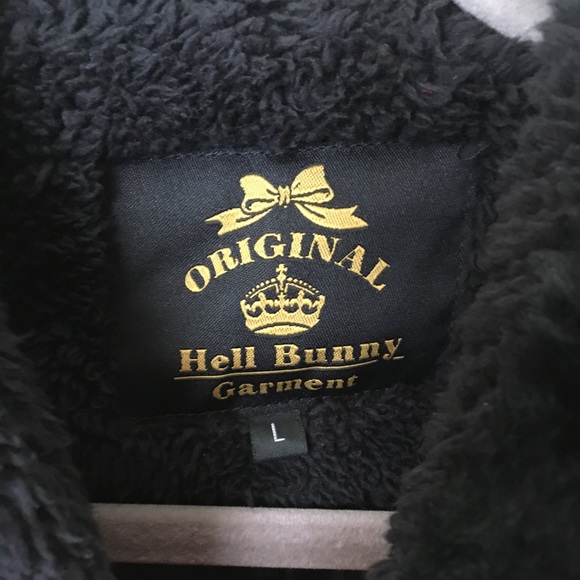 ORIGINAL
Hell Bunny
Garment
L